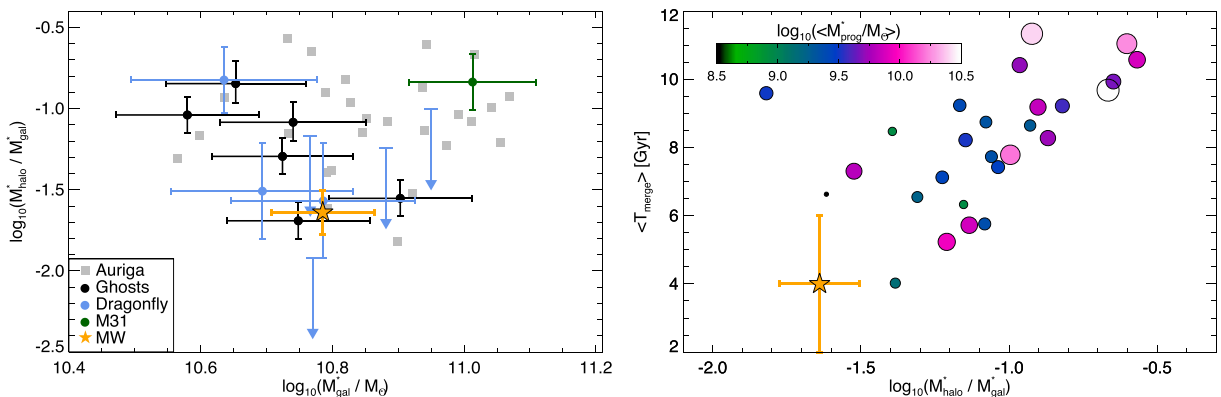 -0.5
-1.0
-1.5
-2.0
-2.5
log₁₀(M*halo / M*gal)
Auriga
Ghosts
Dragonfly
M31
MW
10.4 10.6 10.8 11.0 11.2
log₁₀(M*gal / M⊙)
log₁₀(<M*prog/M⊙>)
8.5 9.0 9.5 10.0 10.5
12
10
8
6
4
2
<Tmerge> [Gyr]
-2.0 -1.5 -1.0 -0.5
log₁₀(M*halo / M*gal)